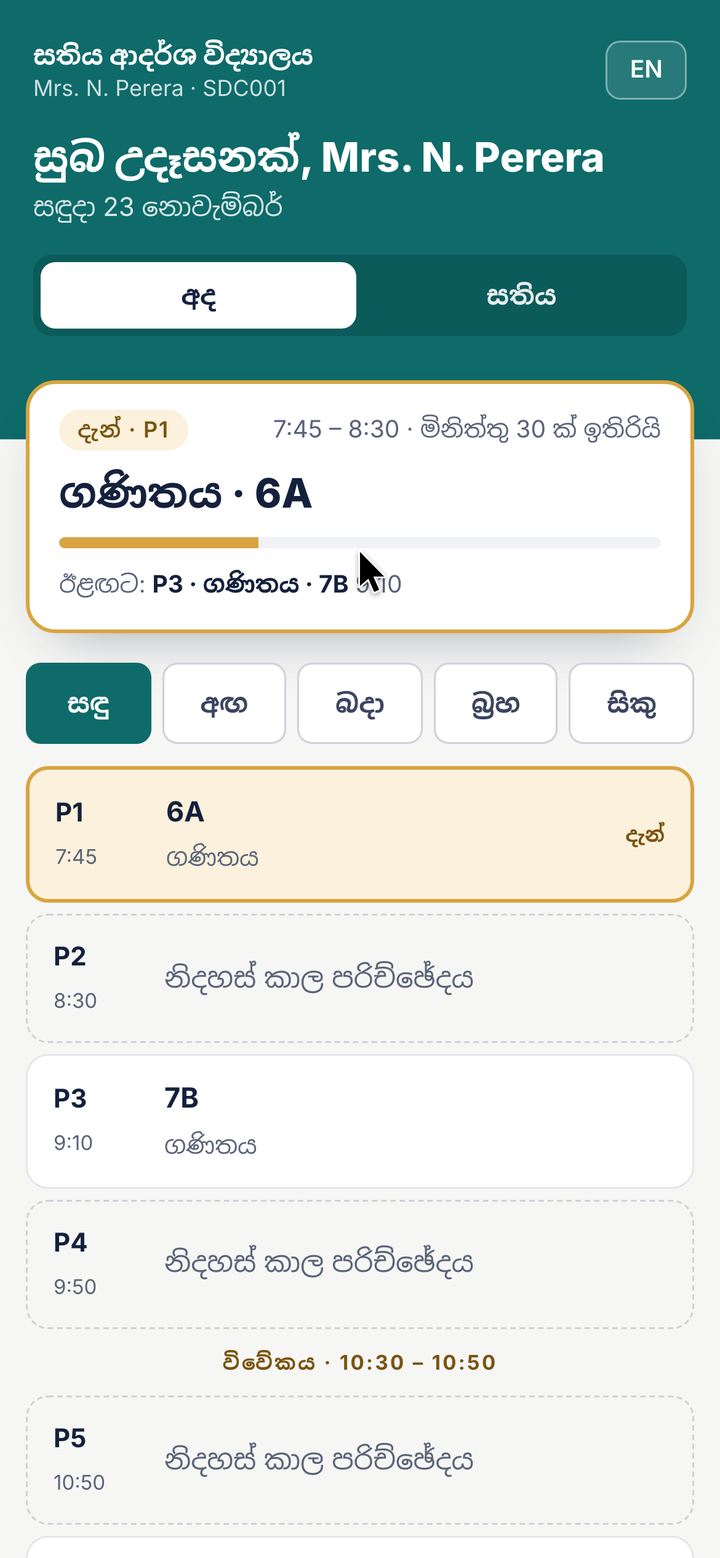 සතිය ආදර්ශ විද්‍යාලය
Mrs. N. Perera · SDC001
EN
සුබ උදෑසනක්, Mrs. N. Perera
සඳුදා 23 නොවැම්බර්
අද
සතිය
දැන් · P1
7:45 – 8:30 · මිනිත්තු 30 ක් ඉතිරියි
ගණිතය · 6A
ඊළඟට: P3 · ගණිතය · 7B
සඳු
අඟ
බදා
බ්‍රහ
සිකු
P1
6A
7:45
ගණිතය
දැන්
P2
8:30
නිදහස් කාල පරිච්ඡේදය
P3
7B
9:10
ගණිතය
P4
9:50
නිදහස් කාල පරිච්ඡේදය
විවේකය · 10:30 – 10:50
P5
10:50
නිදහස් කාල පරිච්ඡේදය